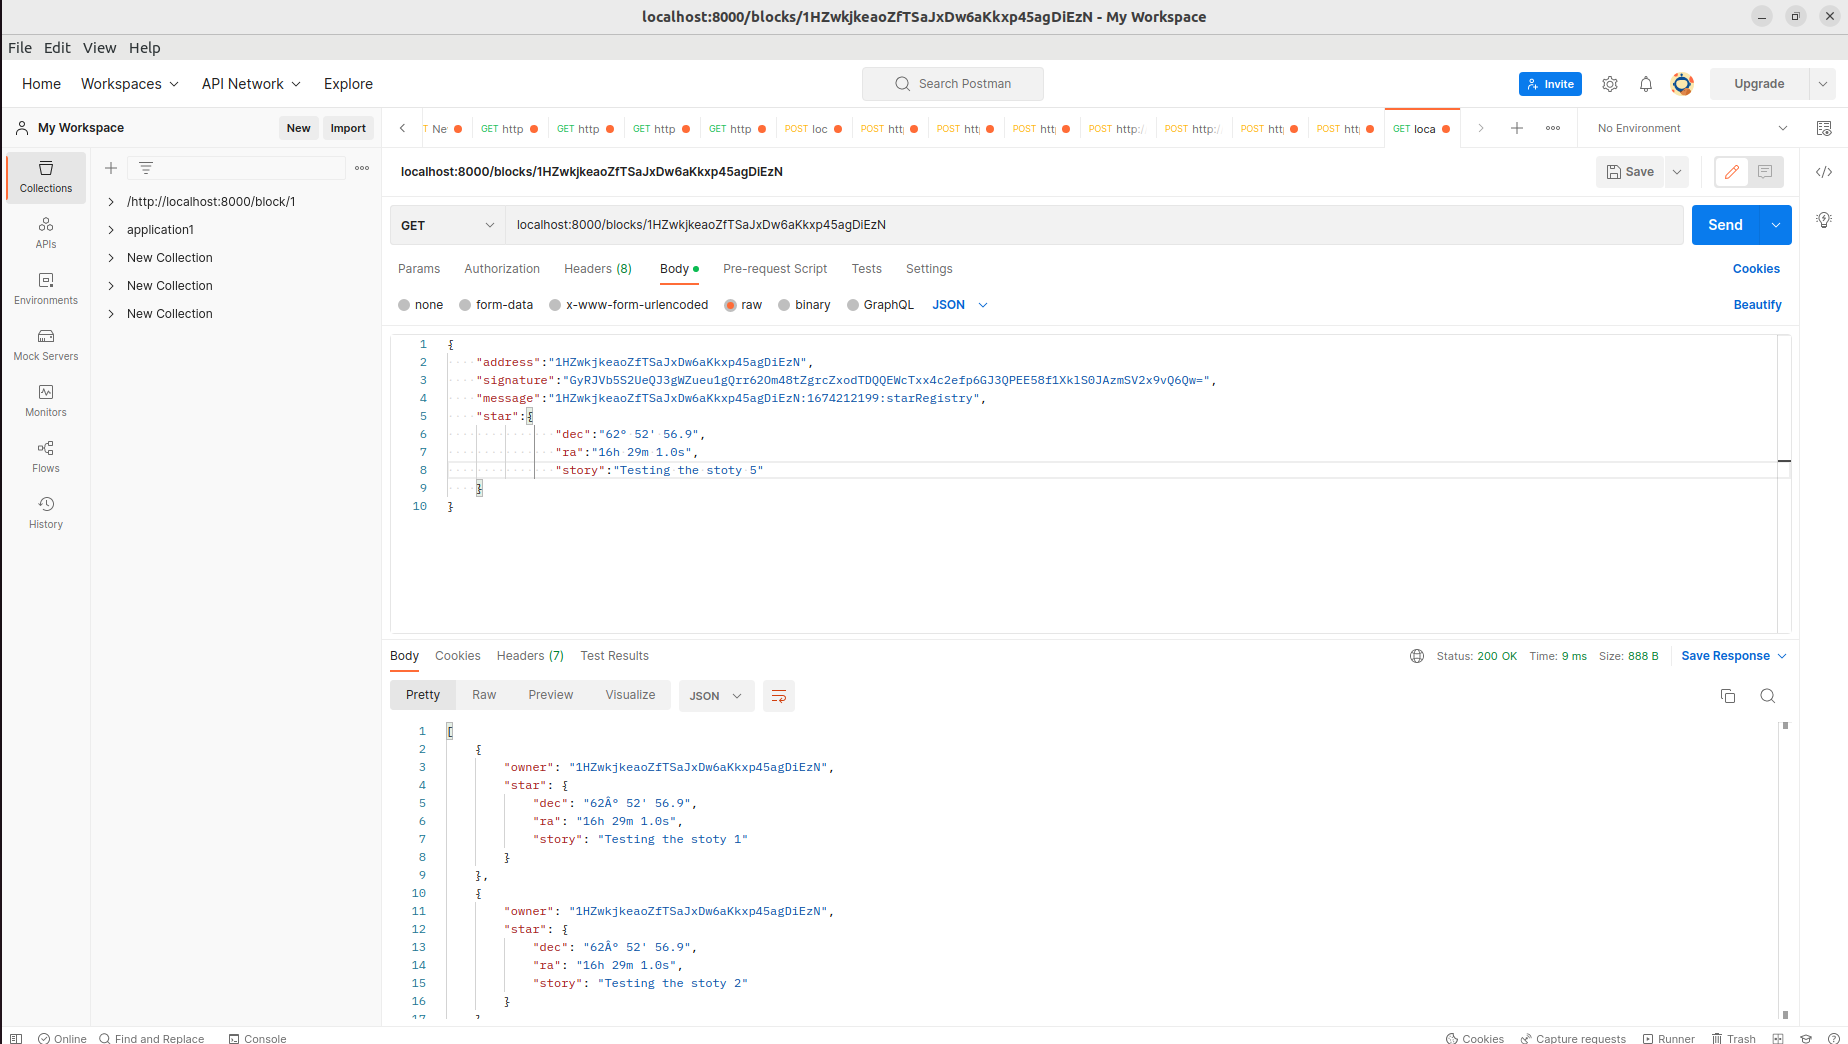 localhost:8000/blocks/1HZwkjkeaoZfTSaJxDw6aKkxp45agDiEzN - My Workspace
File Edit View Help
Home Workspaces API Network Explore Search Postman Invite Upgrade
My Workspace New Import
Ne GET http GET http GET http GET http POST loc POST htt POST htt POST htt POST http:/ POST http:/ POST htt POST htt GET loca No Environment
localhost:8000/blocks/1HZwkjkeaoZfTSaJxDw6aKkxp45agDiEzN Save
Collections
APIs
Environments
Mock Servers
Monitors
Flows
History
/http://localhost:8000/block/1
application1
New Collection
New Collection
New Collection
GET localhost:8000/blocks/1HZwkjkeaoZfTSaJxDw6aKkxp45agDiEzN Send
Params Authorization Headers (8) Body Pre-request Script Tests Settings Cookies
none form-data x-www-form-urlencoded raw binary GraphQL JSON Beautify
1 {
2 "address":"1HZwkjkeaoZfTSaJxDw6aKkxp45agDiEzN",
3 "signature":"GyRJVb5S2UeQJ3gWZueu1gQrr62Om48tZgrcZxodTDQQEWcTxx4c2efp6GJ3QPEE58f1XklS0JAzmSV2x9vQ6Qw=",
4 "message":"1HZwkjkeaoZfTSaJxDw6aKkxp45agDiEzN:1674212199:starRegistry",
5 "star":{
6 "dec":"62° 52' 56.9",
7 "ra":"16h 29m 1.0s",
8 "story":"Testing the stoty 5"
9 }
10 }
Body Cookies Headers (7) Test Results Status: 200 OK Time: 9 ms Size: 888 B Save Response
Pretty Raw Preview Visualize JSON
1 [
2 {
3 "owner": "1HZwkjkeaoZfTSaJxDw6aKkxp45agDiEzN",
4 "star": {
5 "dec": "62Â° 52' 56.9",
6 "ra": "16h 29m 1.0s",
7 "story": "Testing the stoty 1"
8 }
9 },
10 {
11 "owner": "1HZwkjkeaoZfTSaJxDw6aKkxp45agDiEzN",
12 "star": {
13 "dec": "62Â° 52' 56.9",
14 "ra": "16h 29m 1.0s",
15 "story": "Testing the stoty 2"
16 }
Online Find and Replace Console Cookies Capture requests Runner Trash